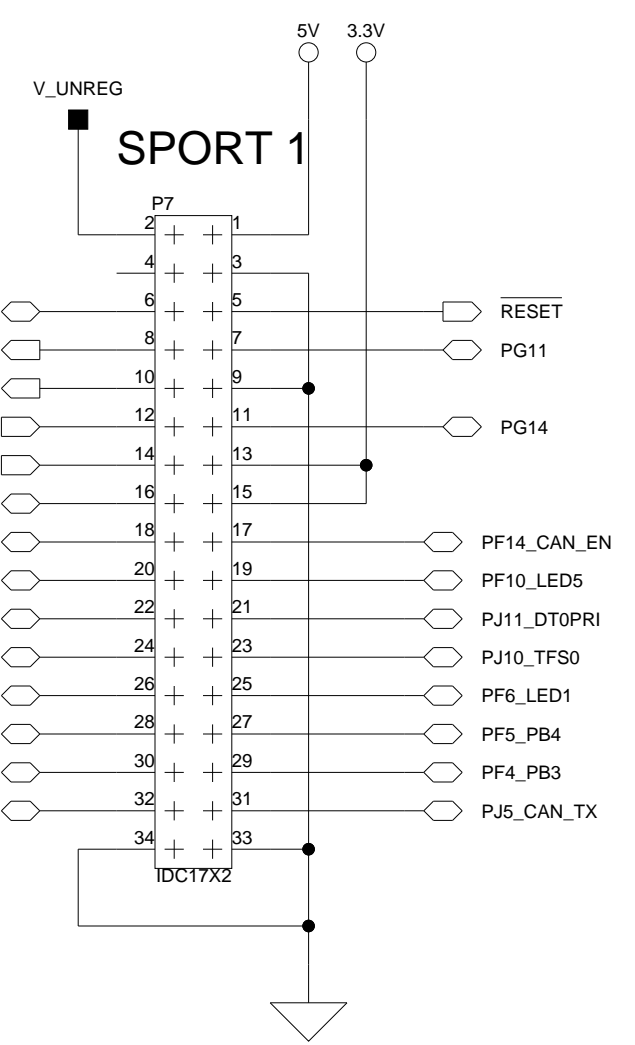 5V 3.3V
V_UNREG
SPORT 1
P7
2 1
4 3
6 5 RESET
8 7 PG11
10 9
12 11 PG14
14 13
16 15
18 17 PF14_CAN_EN
20 19 PF10_LED5
22 21 PJ11_DT0PRI
24 23 PJ10_TFS0
26 25 PF6_LED1
28 27 PF5_PB4
30 29 PF4_PB3
32 31 PJ5_CAN_TX
34 33
IDC17X2